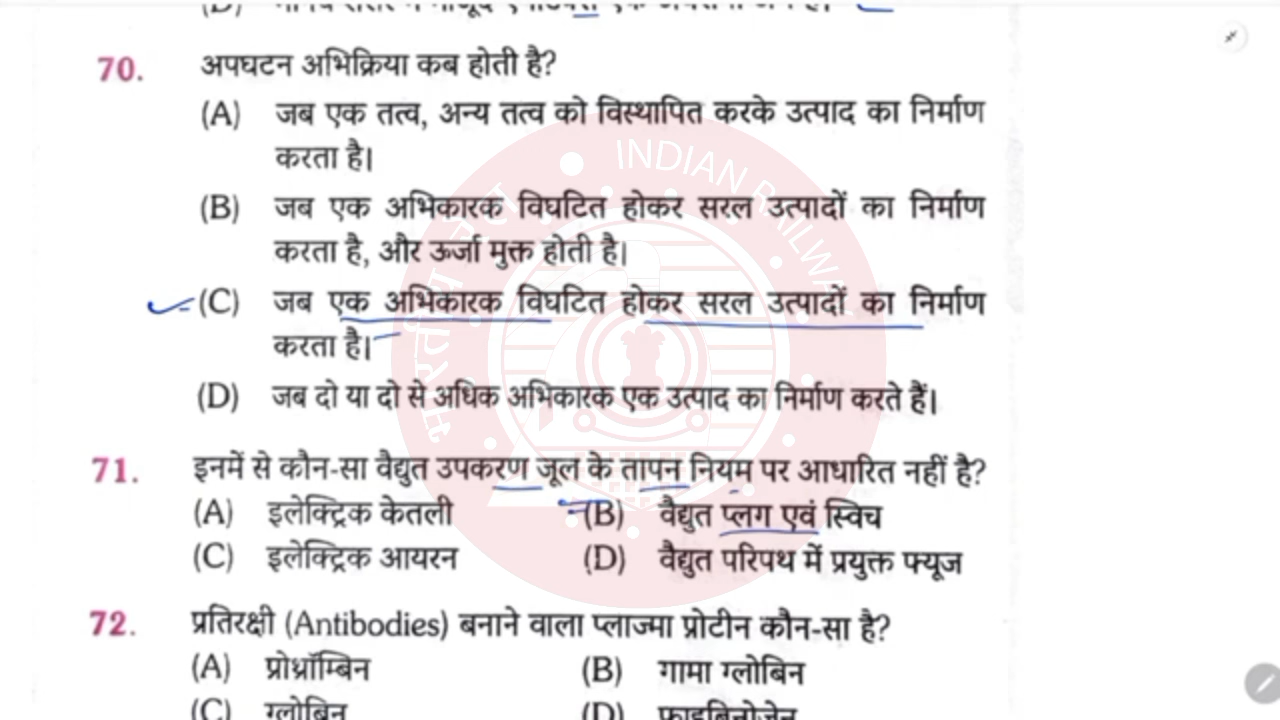 70. अपघटन अभिक्रिया कब होती है?
(A) जब एक तत्व, अन्य तत्व को विस्थापित करके उत्पाद का निर्माण
करता है।
(B) जब एक अभिकारक विघटित होकर सरल उत्पादों का निर्माण
करता है, और ऊर्जा मुक्त होती है।
(C) जब एक अभिकारक विघटित होकर सरल उत्पादों का निर्माण
करता है।
(D) जब दो या दो से अधिक अभिकारक एक उत्पाद का निर्माण करते हैं।
71. इनमें से कौन-सा वैद्युत उपकरण जूल के तापन नियम पर आधारित नहीं है?
(A) इलेक्ट्रिक केतली (B) वैद्युत प्लग एवं स्विच
(C) इलेक्ट्रिक आयरन (D) वैद्युत परिपथ में प्रयुक्त फ्यूज
72. प्रतिरक्षी (Antibodies) बनाने वाला प्लाज्मा प्रोटीन कौन-सा है?
(A) प्रोथ्रॉम्बिन (B) गामा ग्लोबिन
(C) ग्लोबिन (D) फाइबिनोजेन
INDIAN RAILWA
भारतीय